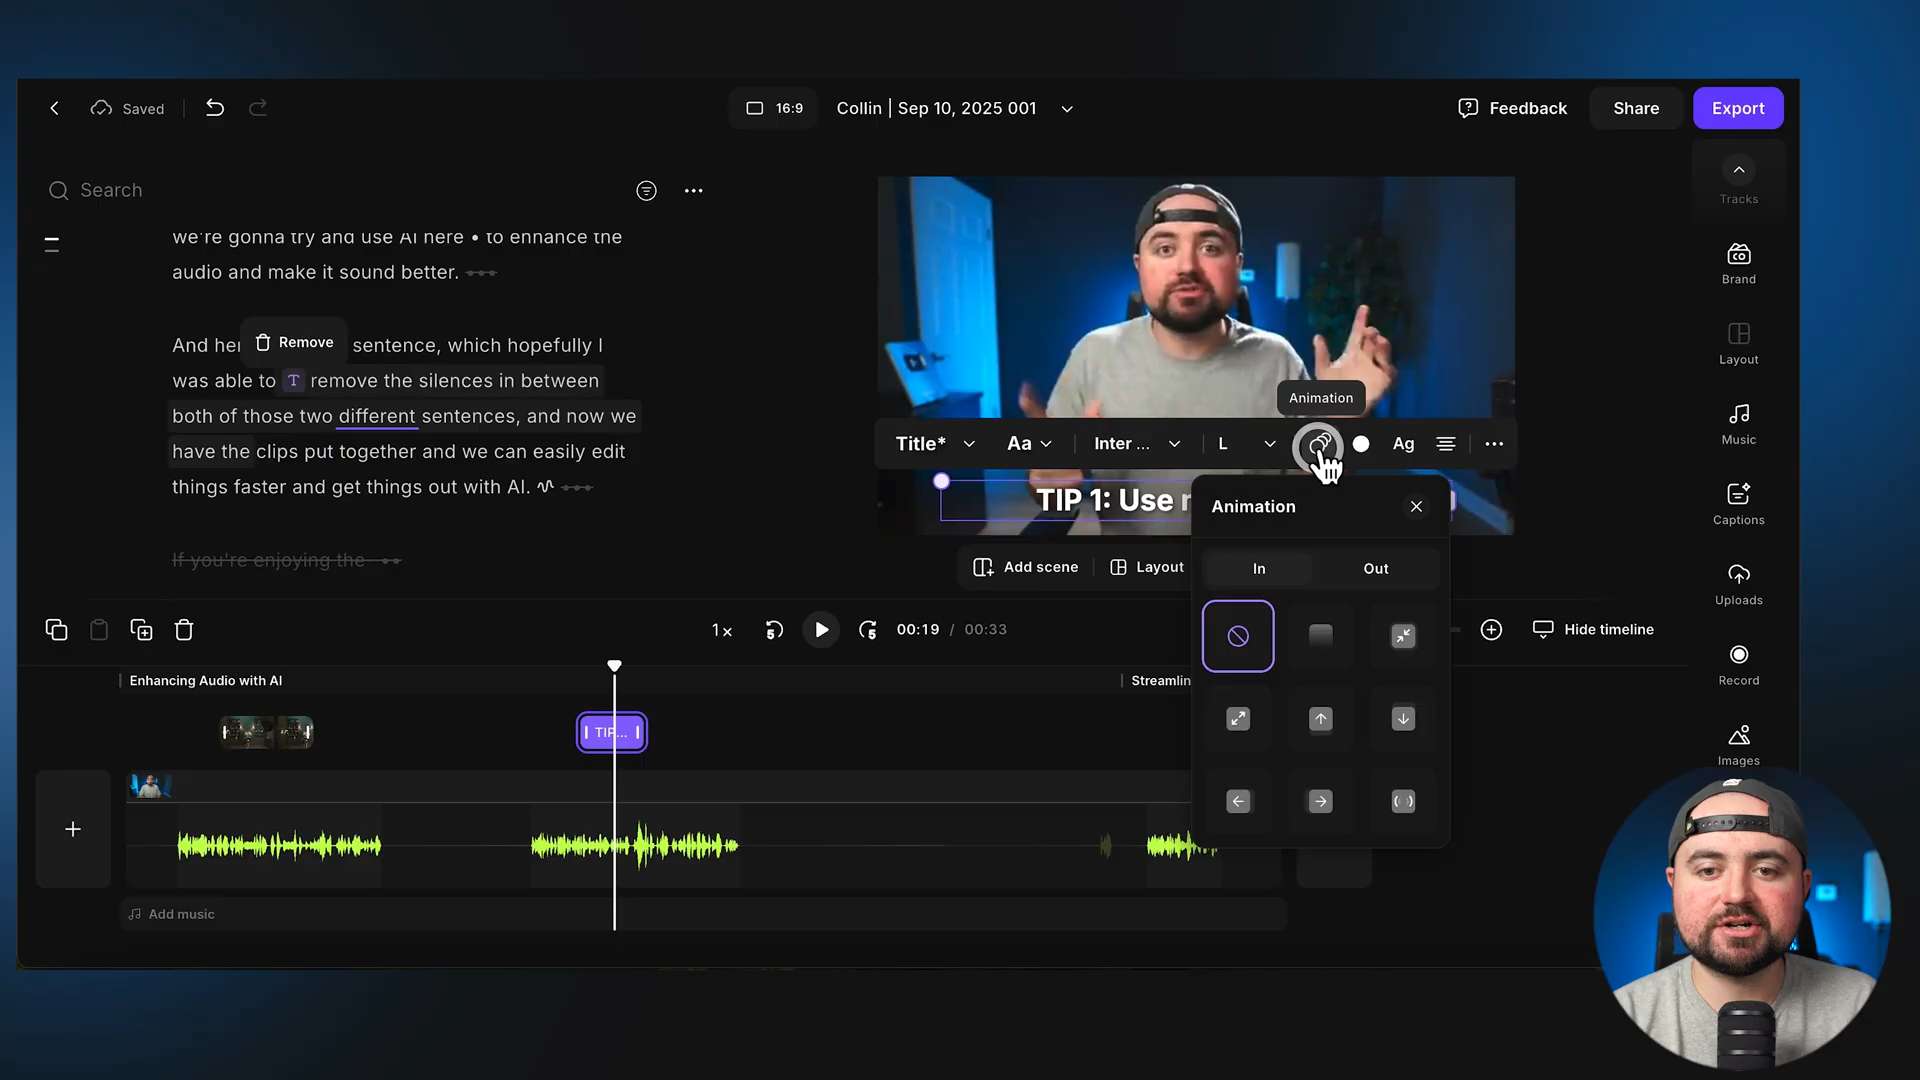 Saved
16:9
Collin | Sep 10, 2025 001
Feedback
Share
Export
Search
Tracks
we're gonna try and use AI here • to enhance the
audio and make it sound better.
And
Remove
sentence, which hopefully I
was able to T remove the silences in between
both of those two different sentences, and now we
have the clips put together and we can easily edit
things faster and get things out with AI.
If you're enjoying the
Animation
Title*
Aa
Inter ...
L
Ag
TIP 1: Use
Add scene
Layout
Animation
In
Out
Brand
Layout
Music
Captions
Uploads
Record
Images
1×
5
5
00:19 / 00:33
Hide timeline
Enhancing Audio with AI
Streamlin
TIP...
Add music